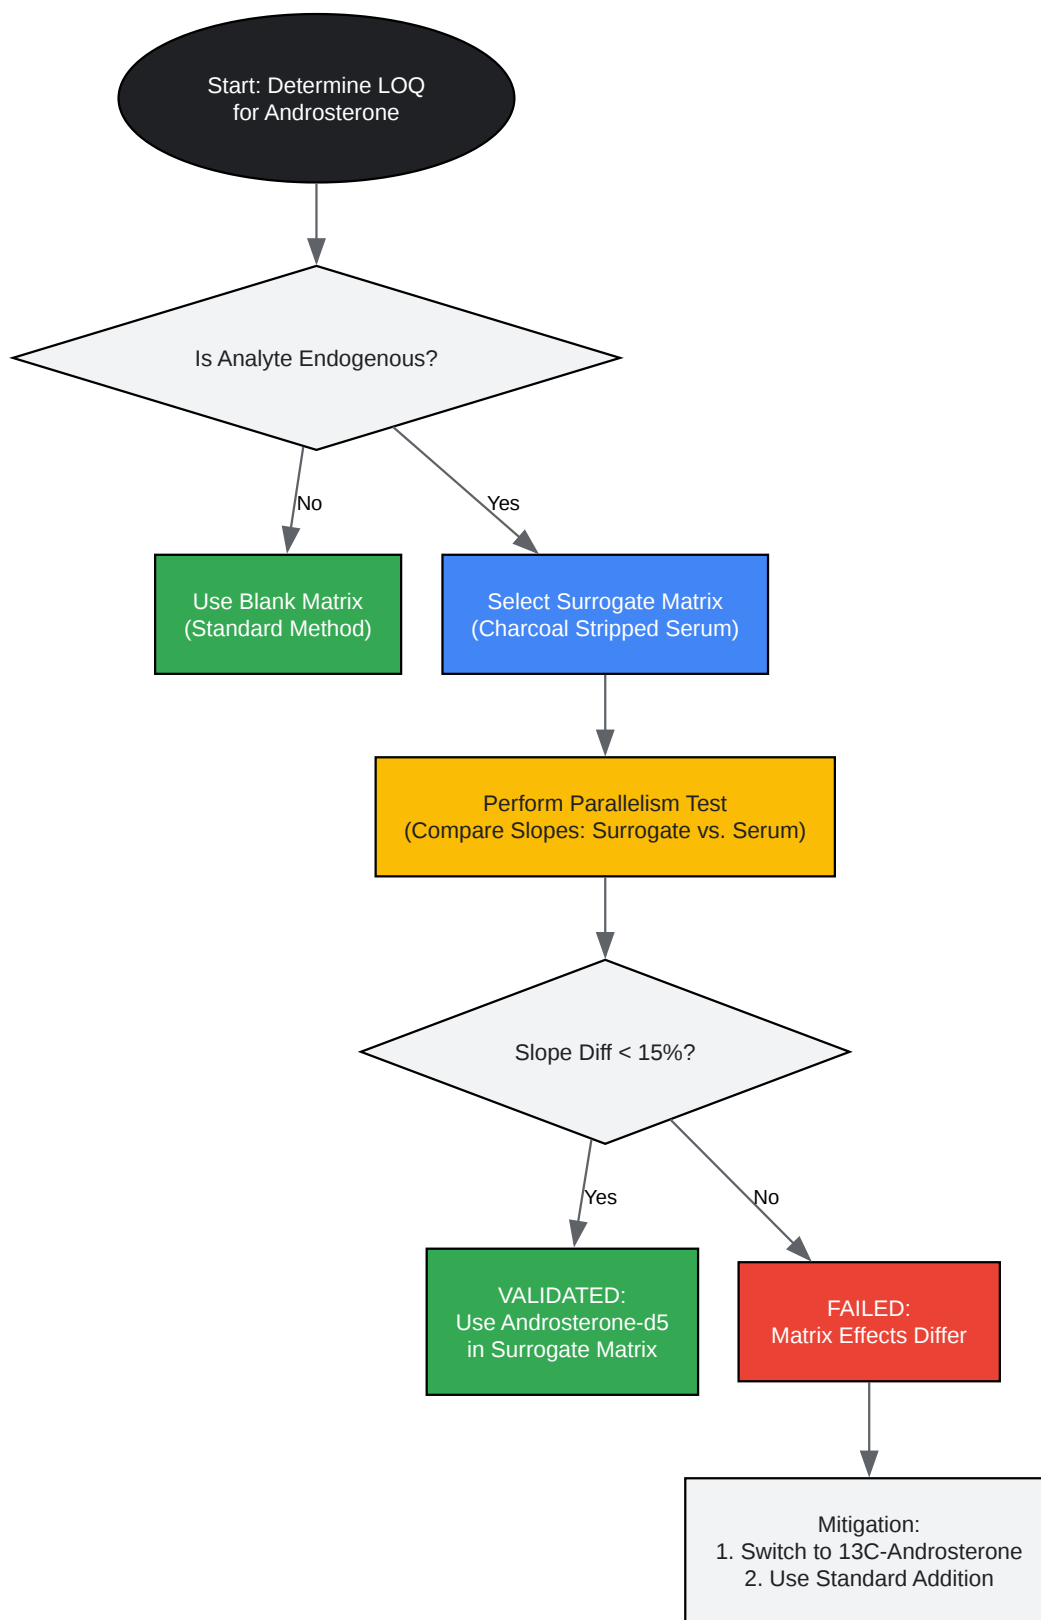 Start: Determine LOQ
for Androsterone
Is Analyte Endogenous?
No
Yes
Use Blank Matrix
(Standard Method)
Select Surrogate Matrix
(Charcoal Stripped Serum)
Perform Parallelism Test
(Compare Slopes: Surrogate vs. Serum)
Slope Diff < 15%?
Yes
No
VALIDATED:
Use Androsterone-d5
in Surrogate Matrix
FAILED:
Matrix Effects Differ
Mitigation:
1. Switch to 13C-Androsterone
2. Use Standard Addition